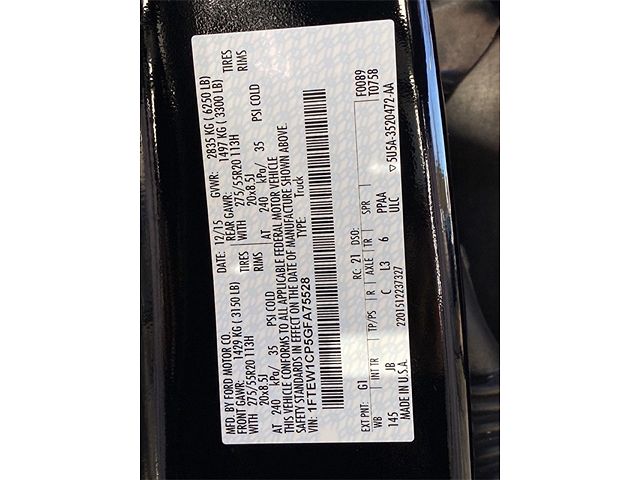 MFD. BY FORD MOTOR CO.
DATE: 12/15 GVWR: 2835 KG (6250 LB)
FRONT GAWR: 1429 KG (3150 LB) REAR GAWR: 1497 KG (3300 LB)
WITH 275/55R20 113H TIRES WITH 275/55R20 113H TIRES
20x8.5J RIMS 20x8.5J RIMS
AT 240 kPa/ 35 PSI COLD AT 240 kPa/ 35 PSI COLD
THIS VEHICLE CONFORMS TO ALL APPLICABLE FEDERAL MOTOR VEHICLE
SAFETY STANDARDS IN EFFECT ON THE DATE OF MANUFACTURE SHOWN ABOVE.
VIN: 1FTEW1CP5GFA75528 TYPE: Truck
F0089
T0758
EXT PNT: G1 RC: 21 DSO:
WB INT TR TP/PS R AXLE TR SPR
145 JB C L3 6 PPAA
MADE IN U.S.A. 2201512237327 ULC
▽5U5A-3520472-AA